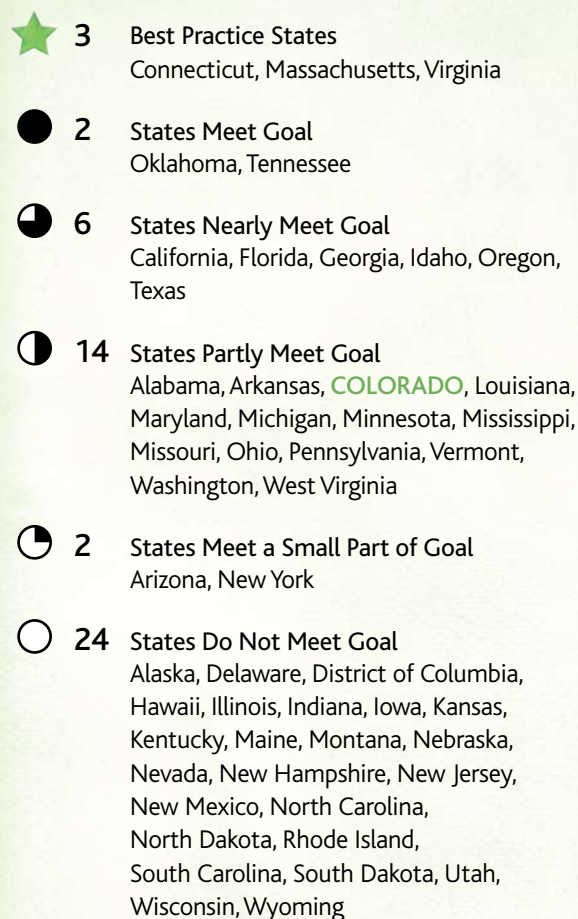 3 Best Practice States
Connecticut, Massachusetts, Virginia
2 States Meet Goal
Oklahoma, Tennessee
6 States Nearly Meet Goal
California, Florida, Georgia, Idaho, Oregon,
Texas
14 States Partly Meet Goal
Alabama, Arkansas, COLORADO, Louisiana,
Maryland, Michigan, Minnesota, Mississippi,
Missouri, Ohio, Pennsylvania, Vermont,
Washington, West Virginia
2 States Meet a Small Part of Goal
Arizona, New York
24 States Do Not Meet Goal
Alaska, Delaware, District of Columbia,
Hawaii, Illinois, Indiana, Iowa, Kansas,
Kentucky, Maine, Montana, Nebraska,
Nevada, New Hampshire, New Jersey,
New Mexico, North Carolina,
North Dakota, Rhode Island,
South Carolina, South Dakota, Utah,
Wisconsin, Wyoming